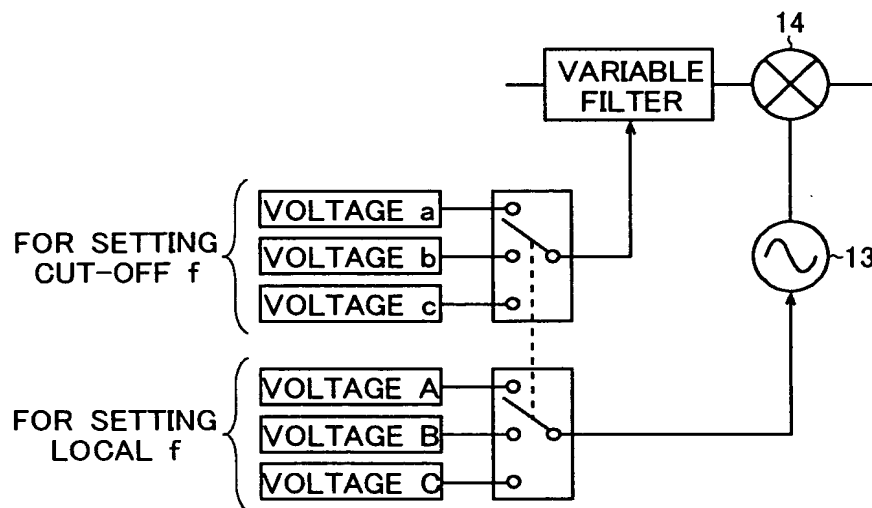 14
VARIABLE
FILTER
VOLTAGE a
FOR SETTING
CUT-OFF f
VOLTAGE b
VOLTAGE c
13
VOLTAGE A
FOR SETTING
LOCAL f
VOLTAGE B
VOLTAGE C